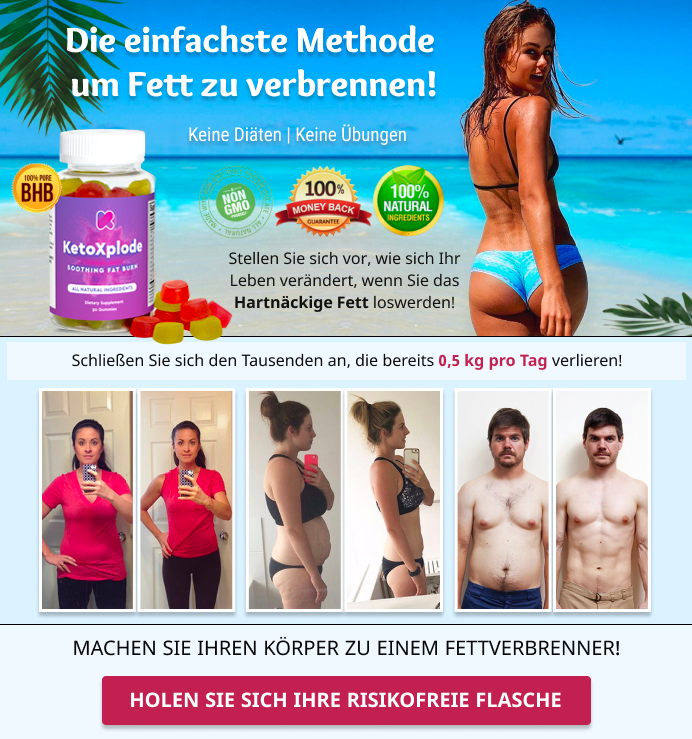 Die einfachste Methode
um Fett zu verbrennen!
Keine Diäten | Keine Übungen
100% PURE
BHB
KetoXplode
SOOTHING FAT BURN
ALL NATURAL INGREDIENTS
Dietary Supplement
NON
GMO
100%
MONEY BACK
GUARANTEE
100%
NATURAL
INGREDIENTS
Stellen Sie sich vor, wie sich Ihr
Leben verändert, wenn Sie das
Hartnäckige Fett loswerden!
Schließen Sie sich den Tausenden an, die bereits 0,5 kg pro Tag verlieren!
MACHEN SIE IHREN KÖRPER ZU EINEM FETTVERBRENNER!
HOLEN SIE SICH IHRE RISIKOFREIE FLASCHE